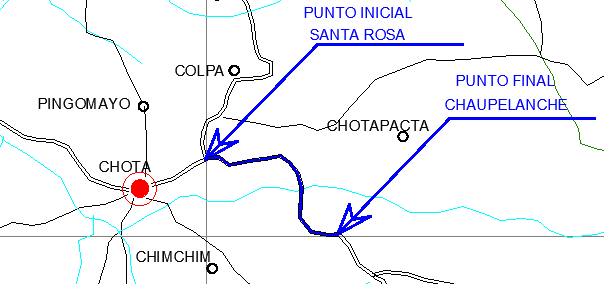 PUNTO INICIAL
SANTA ROSA
COLPA
PUNTO FINAL
CHAUPELANCHE
PINGOMAYO
CHOTAPACTA
CHOTA
CHIMCHIM